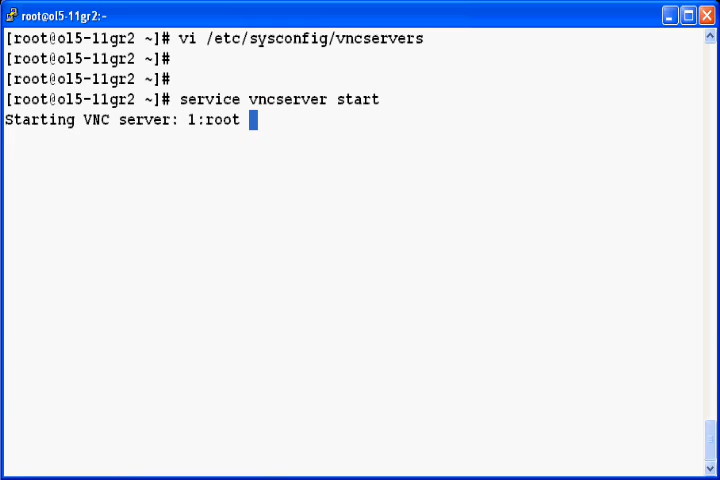 root@ol5-11gr2:~
[root@ol5-11gr2 ~]# vi /etc/sysconfig/vncservers
[root@ol5-11gr2 ~]#
[root@ol5-11gr2 ~]#
[root@ol5-11gr2 ~]# service vncserver start
Starting VNC server: 1:root